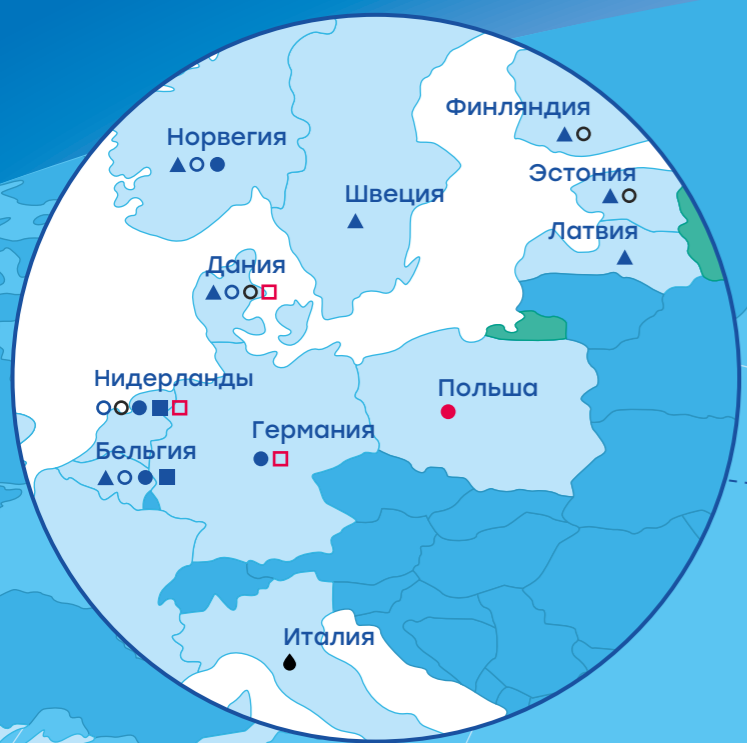 Финляндия
Норвегия
Эстония
Швеция
Латвия
Дания
Нидерланды
Польша
Германия
Бельгия
Италия